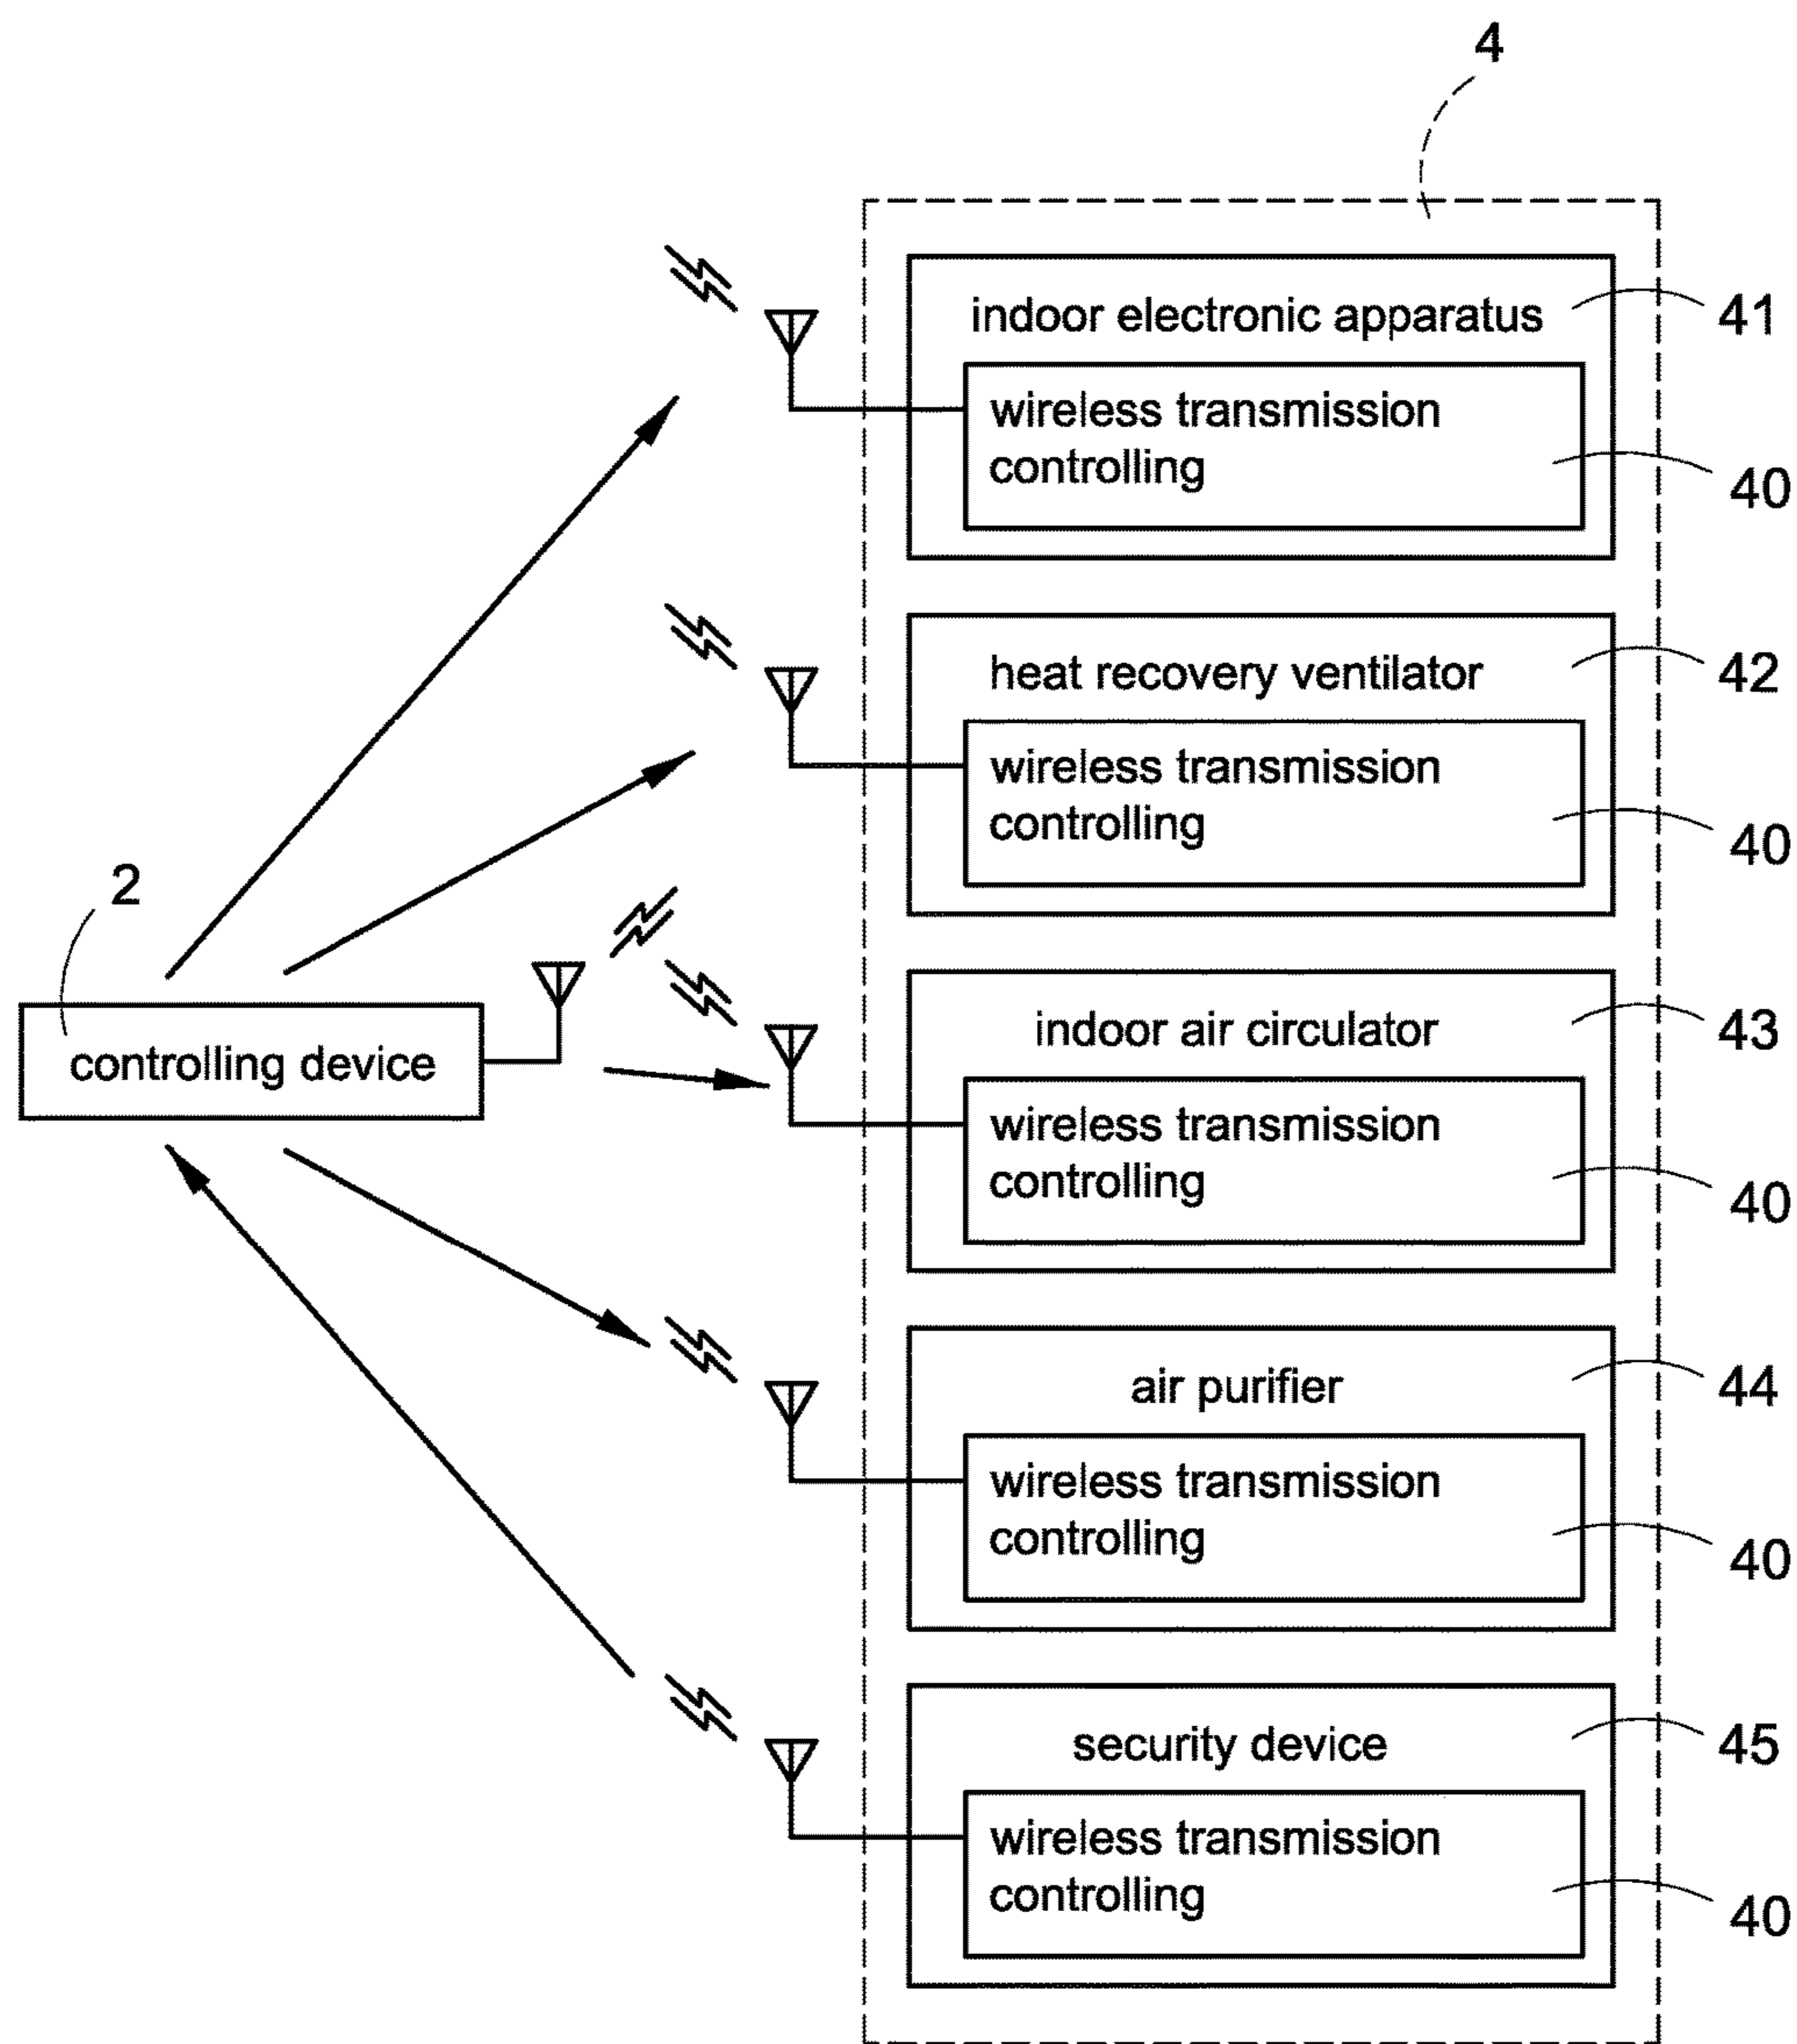 4
indoor electronic apparatus
41
wireless transmission
controlling
40
heat recovery ventilator
42
wireless transmission
controlling
40
2
controlling device
indoor air circulator
43
wireless transmission
controlling
40
air purifier
44
wireless transmission
controlling
40
security device
45
wireless transmission
controlling
40